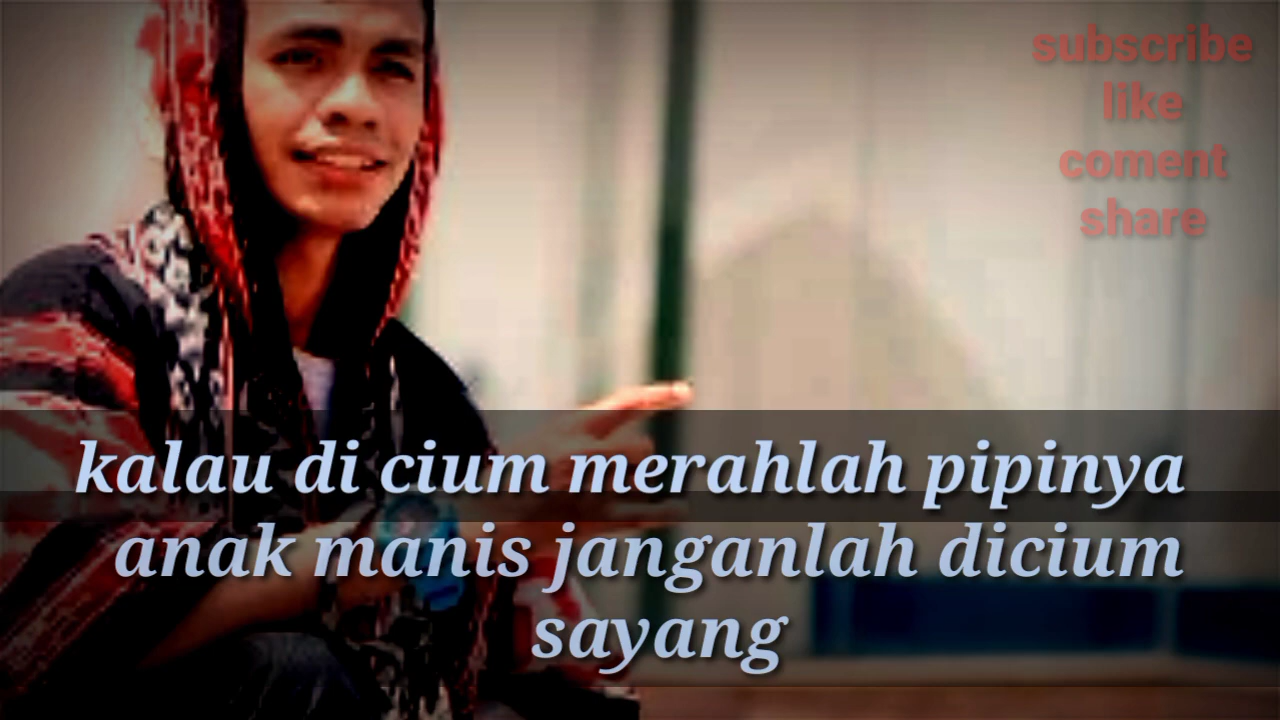 subscribe
like
coment
share
kalau di cium merahlah pipinya
anak manis janganlah dicium
sayang